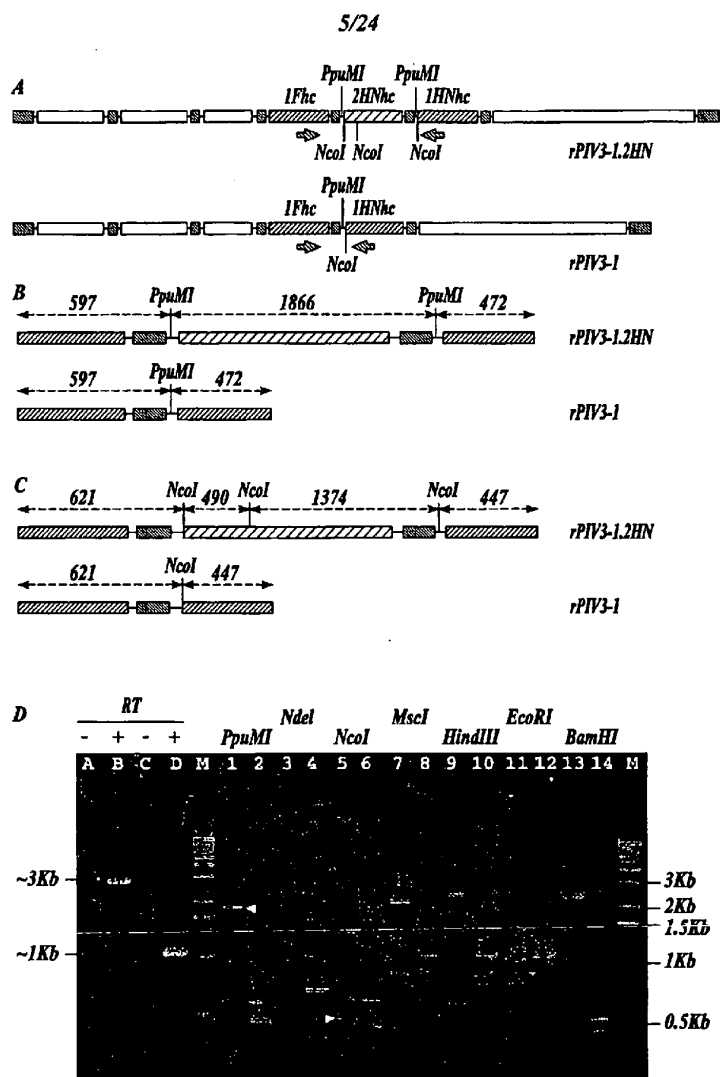 5/24
A
PpuMI PpuMI
1Fhc 2HNhc 1HNhc
NcoI NcoI NcoI
rPIV3-1.2HN
PpuMI
1Fhc 1HNhc
NcoI
rPIV3-1
B
597 PpuMI 1866 PpuMI 472
rPIV3-1.2HN
597 PpuMI 472
rPIV3-1
C
621 NcoI 490 NcoI 1374 NcoI 447
rPIV3-1.2HN
621 NcoI 447
rPIV3-1
D
RT
- + - +
PpuMI NdeI NcoI MscI HindIII EcoRI BamHI
A B C D M 1 2 3 4 5 6 7 8 9 10 11 12 13 14 M
~3Kb
~1Kb
3Kb
2Kb
1.5Kb
1Kb
0.5Kb